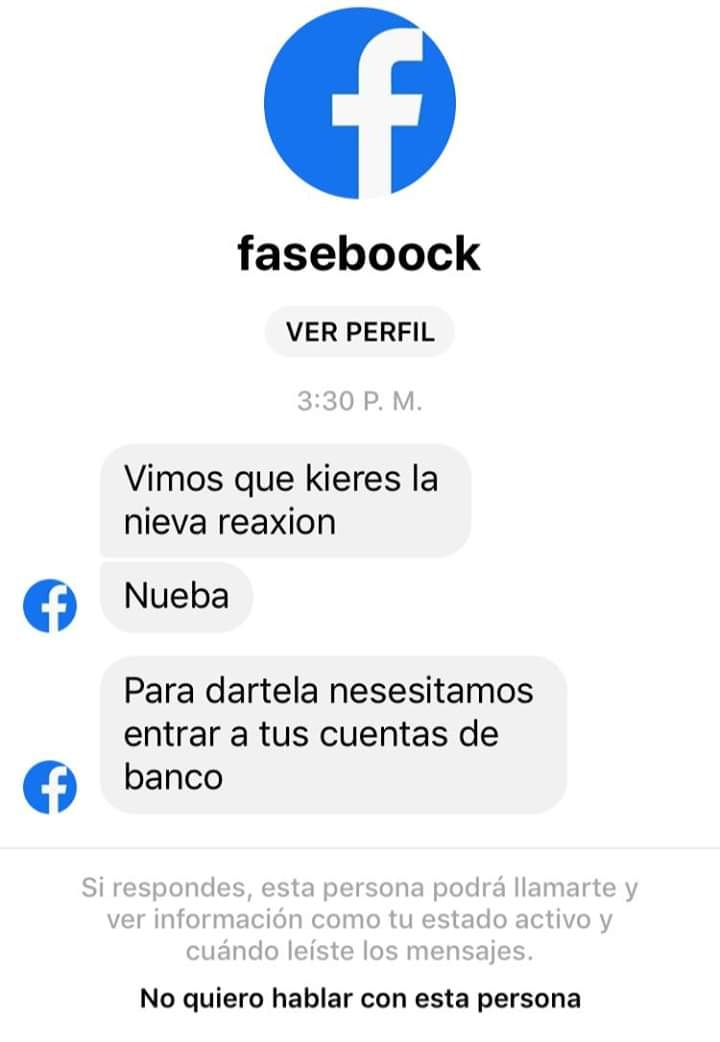 faseboock
VER PERFIL
3:30 P. M.
Vimos que kieres la
nieva reaxion
Nueba
Para dartela nesesitamos
entrar a tus cuentas de
banco
Si respondes, esta persona podrá llamarte y
ver información como tu estado activo y
cuándo leíste los mensajes.
No quiero hablar con esta persona